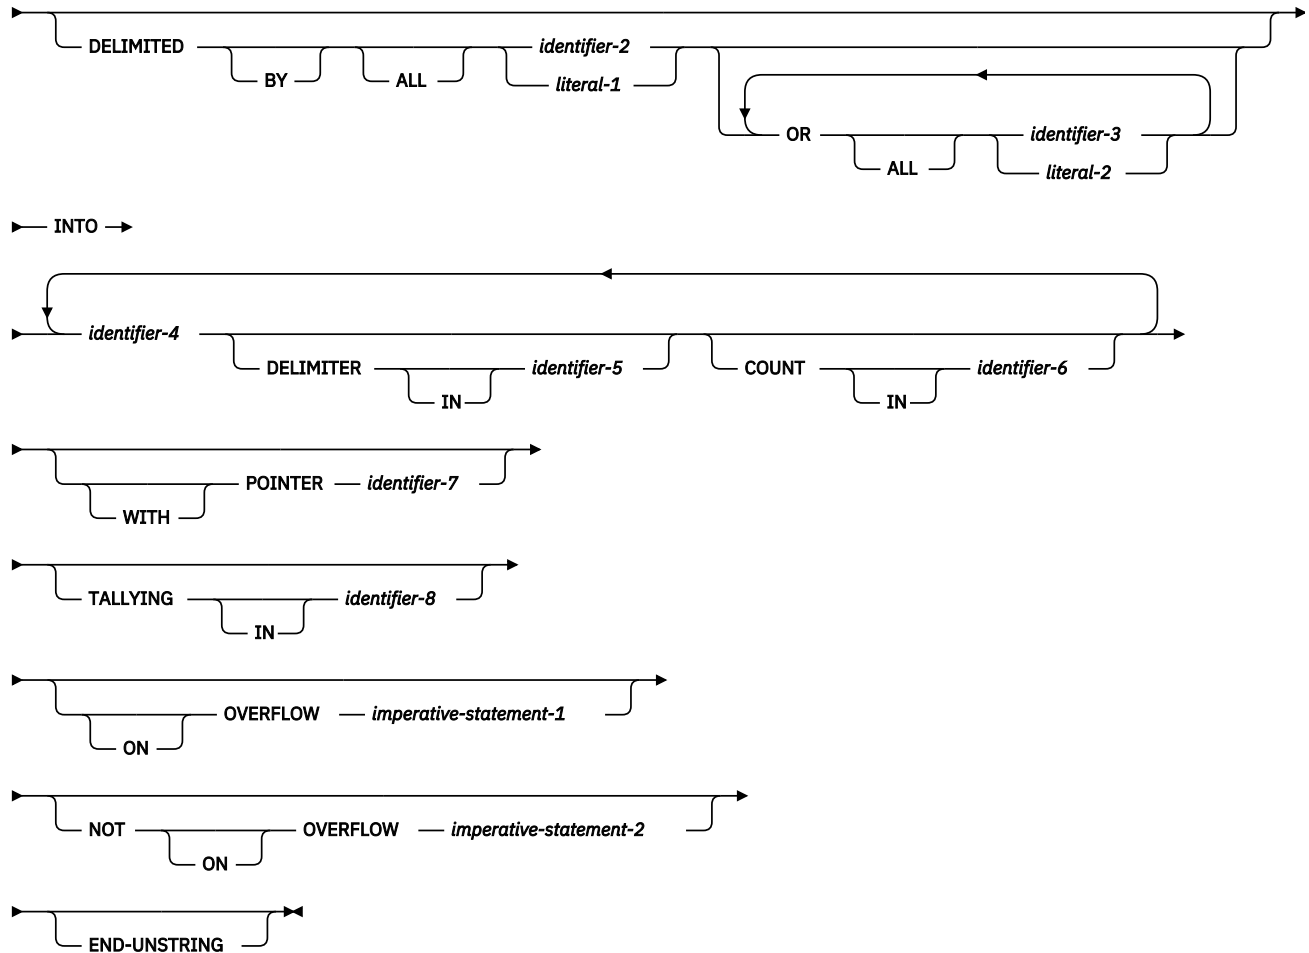 DELIMITED identifier-2
BY ALL literal-1
OR identifier-3
ALL literal-2
INTO
identifier-4
DELIMITER identifier-5 COUNT identifier-6
IN IN
POINTER identifier-7
WITH
TALLYING identifier-8
IN
OVERFLOW imperative-statement-1
ON
NOT OVERFLOW imperative-statement-2
ON
END-UNSTRING